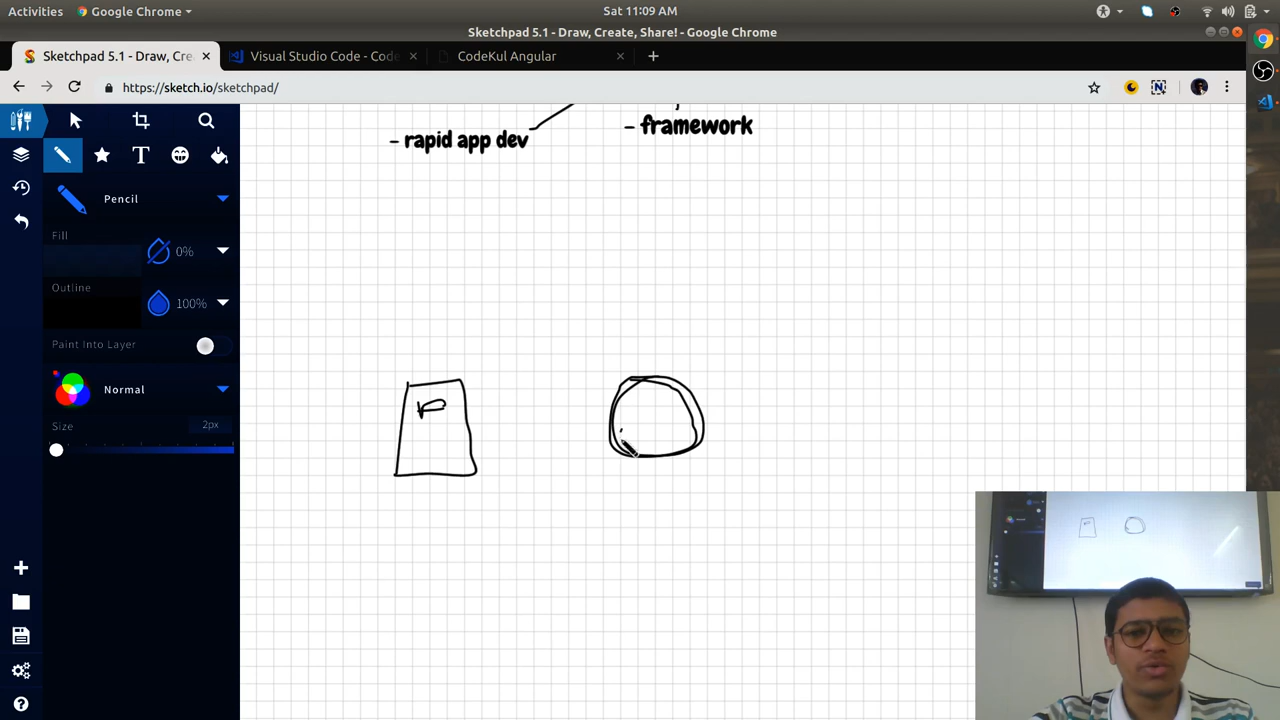 Activities
Google Chrome
Sat 11:09 AM
Sketchpad 5.1 - Draw, Create, Share! - Google Chrome
Sketchpad 5.1 - Draw, Cre
Visual Studio Code - Code
CodeKul Angular
https://sketch.io/sketchpad/
- rapid app dev
- framework
Pencil
Fill
0%
Outline
100%
Paint Into Layer
Normal
Size
2px